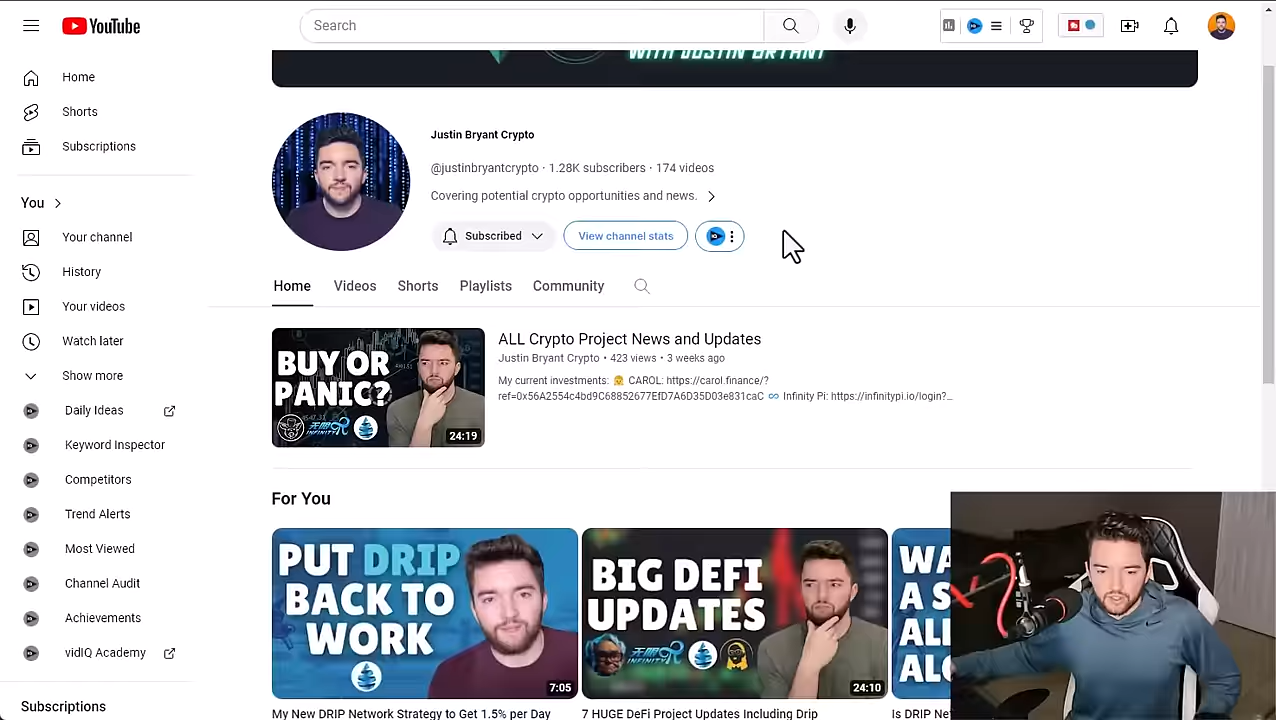 YouTube
Search
WITH JUSTIN BRYANT
Home
Shorts
Subscriptions
You
Your channel
History
Your videos
Watch later
Show more
Daily Ideas
Keyword Inspector
Competitors
Trend Alerts
Most Viewed
Channel Audit
Achievements
vidIQ Academy
Subscriptions
Justin Bryant Crypto
@justinbryantcrypto · 1.28K subscribers · 174 videos
Covering potential crypto opportunities and news.
Subscribed
View channel stats
Home Videos Shorts Playlists Community
BUY OR
PANIC?
24:19
ALL Crypto Project News and Updates
Justin Bryant Crypto • 423 views • 3 weeks ago
My current investments: 👩 CAROL: https://carol.finance/?
ref=0x56A2554c4bd9C68852677EfD7A6D35D03e831caC ♾️ Infinity Pi: https://infinitypi.io/login?...
For You
PUT DRIP
BACK TO
WORK
7:05
My New DRIP Network Strategy to Get 1.5% per Day
BIG DEFI
UPDATES
24:10
7 HUGE DeFi Project Updates Including Drip